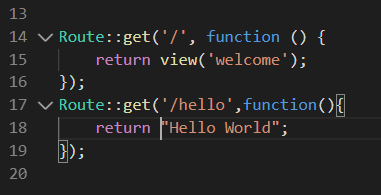 13
14 Route::get('/', function () {
15     return view('welcome');
16 });
17 Route::get('/hello',function(){
18     return "Hello World";
19 });
20